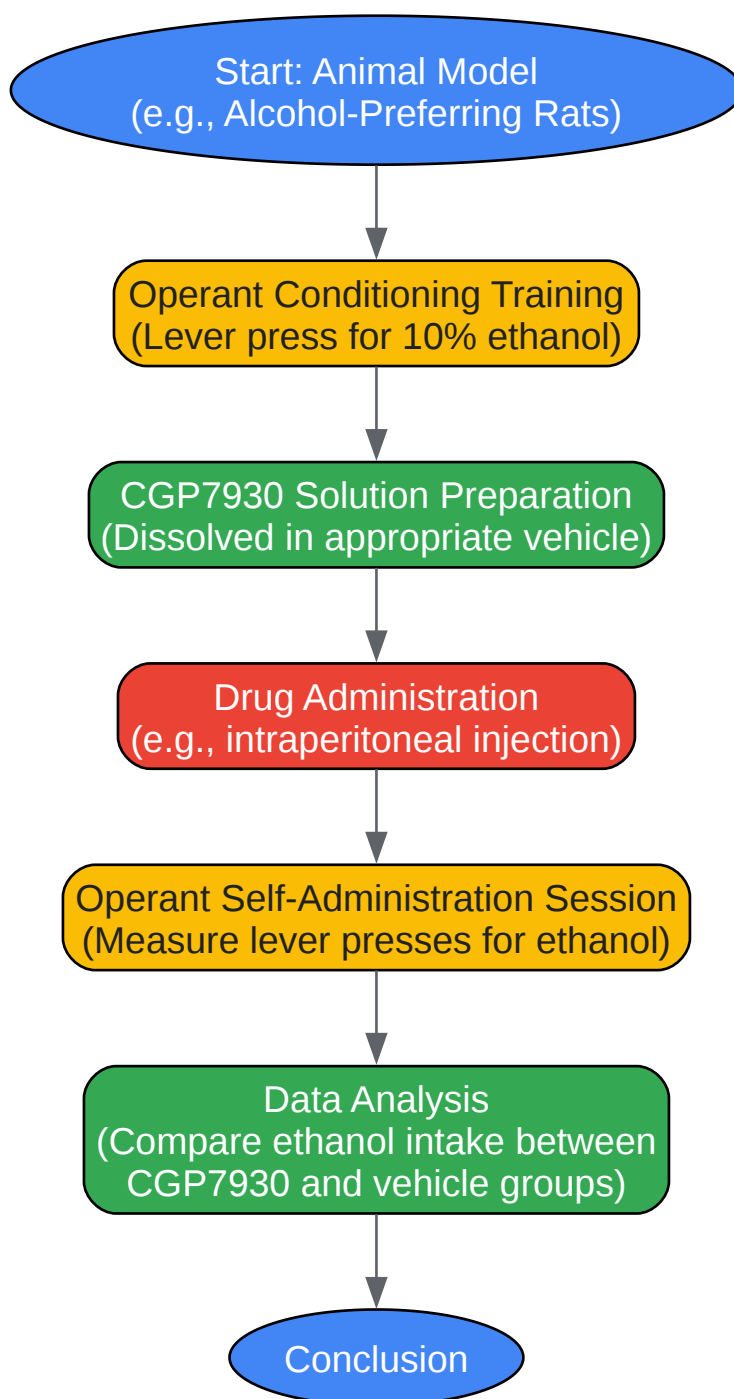 Start: Animal Model
(e.g., Alcohol-Preferring Rats)
Operant Conditioning Training
(Lever press for 10% ethanol)
CGP7930 Solution Preparation
(Dissolved in appropriate vehicle)
Drug Administration
(e.g., intraperitoneal injection)
Operant Self-Administration Session
(Measure lever presses for ethanol)
Data Analysis
(Compare ethanol intake between
CGP7930 and vehicle groups)
Conclusion